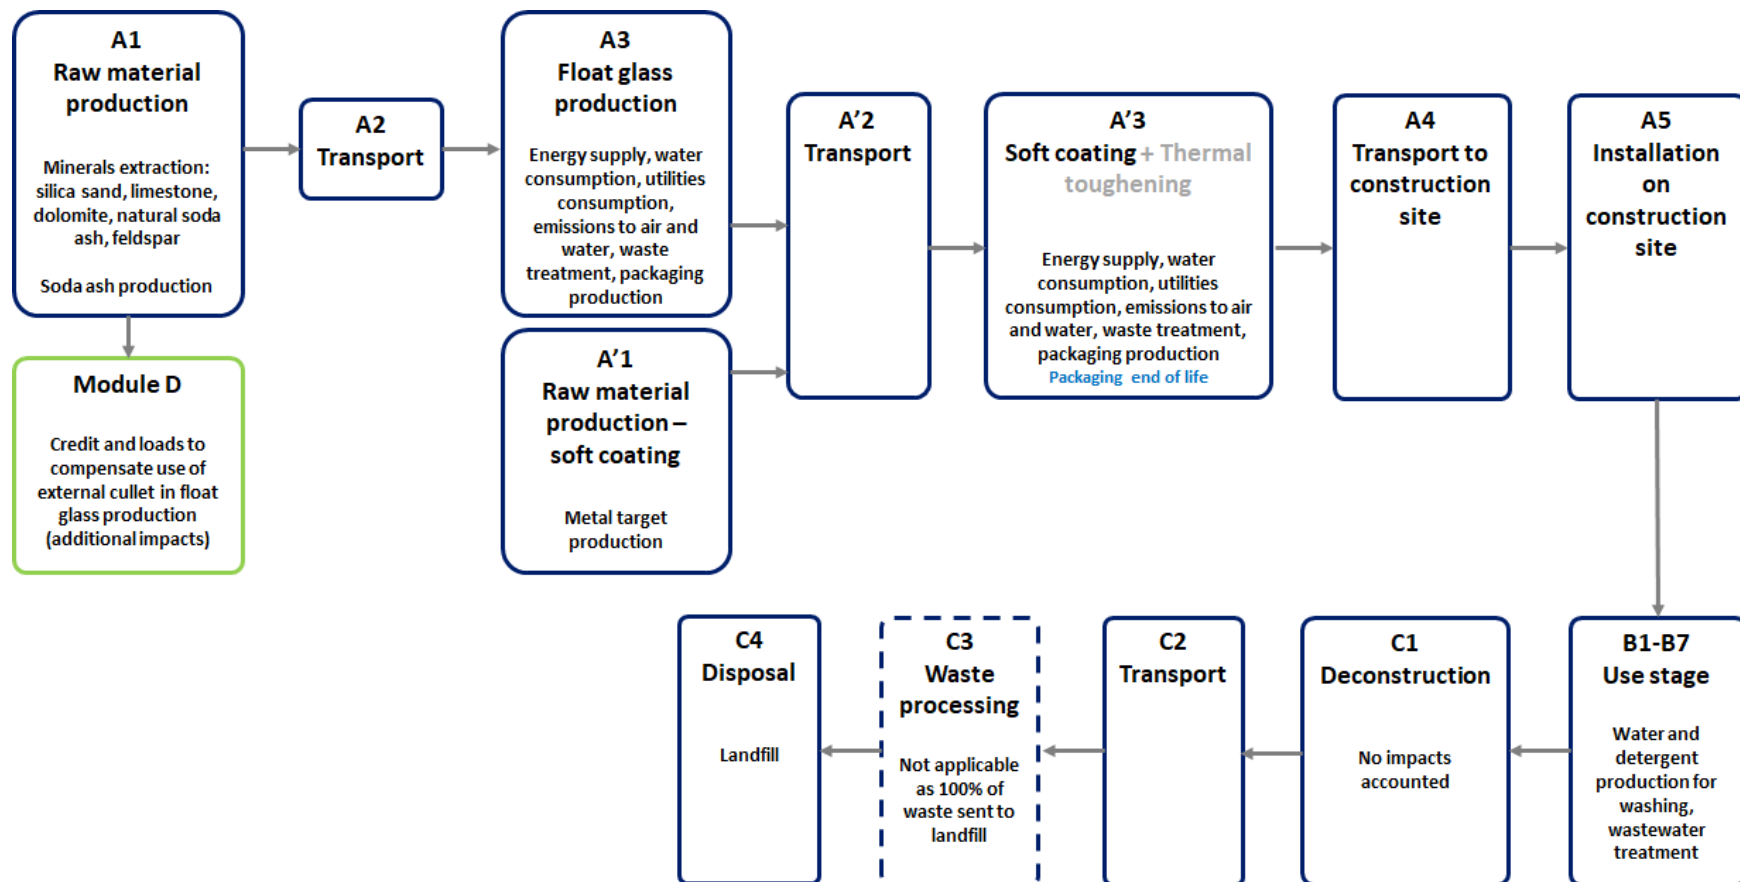 A1
Raw material
production
Minerals extraction:
silica sand, limestone,
dolomite, natural soda
ash, feldspar
Soda ash production
A2
Transport
A3
Float glass
production
Energy supply, water
consumption, utilities
consumption,
emissions to air and
water, waste
treatment, packaging
production
A'1
Raw material
production –
soft coating
Metal target
production
A'2
Transport
A'3
Soft coating + Thermal
toughening
Energy supply, water
consumption, utilities
consumption, emissions to air
and water, waste treatment,
packaging production
Packaging end of life
A4
Transport to
construction
site
A5
Installation
on
construction
site
Module D
Credit and loads to
compensate use of
external cullet in float
glass production
(additional impacts)
B1-B7
Use stage
Water and
detergent
production for
washing,
wastewater
treatment
C1
Deconstruction
No impacts
accounted
C2
Transport
C3
Waste
processing
Not applicable
as 100% of
waste sent to
landfill
C4
Disposal
Landfill